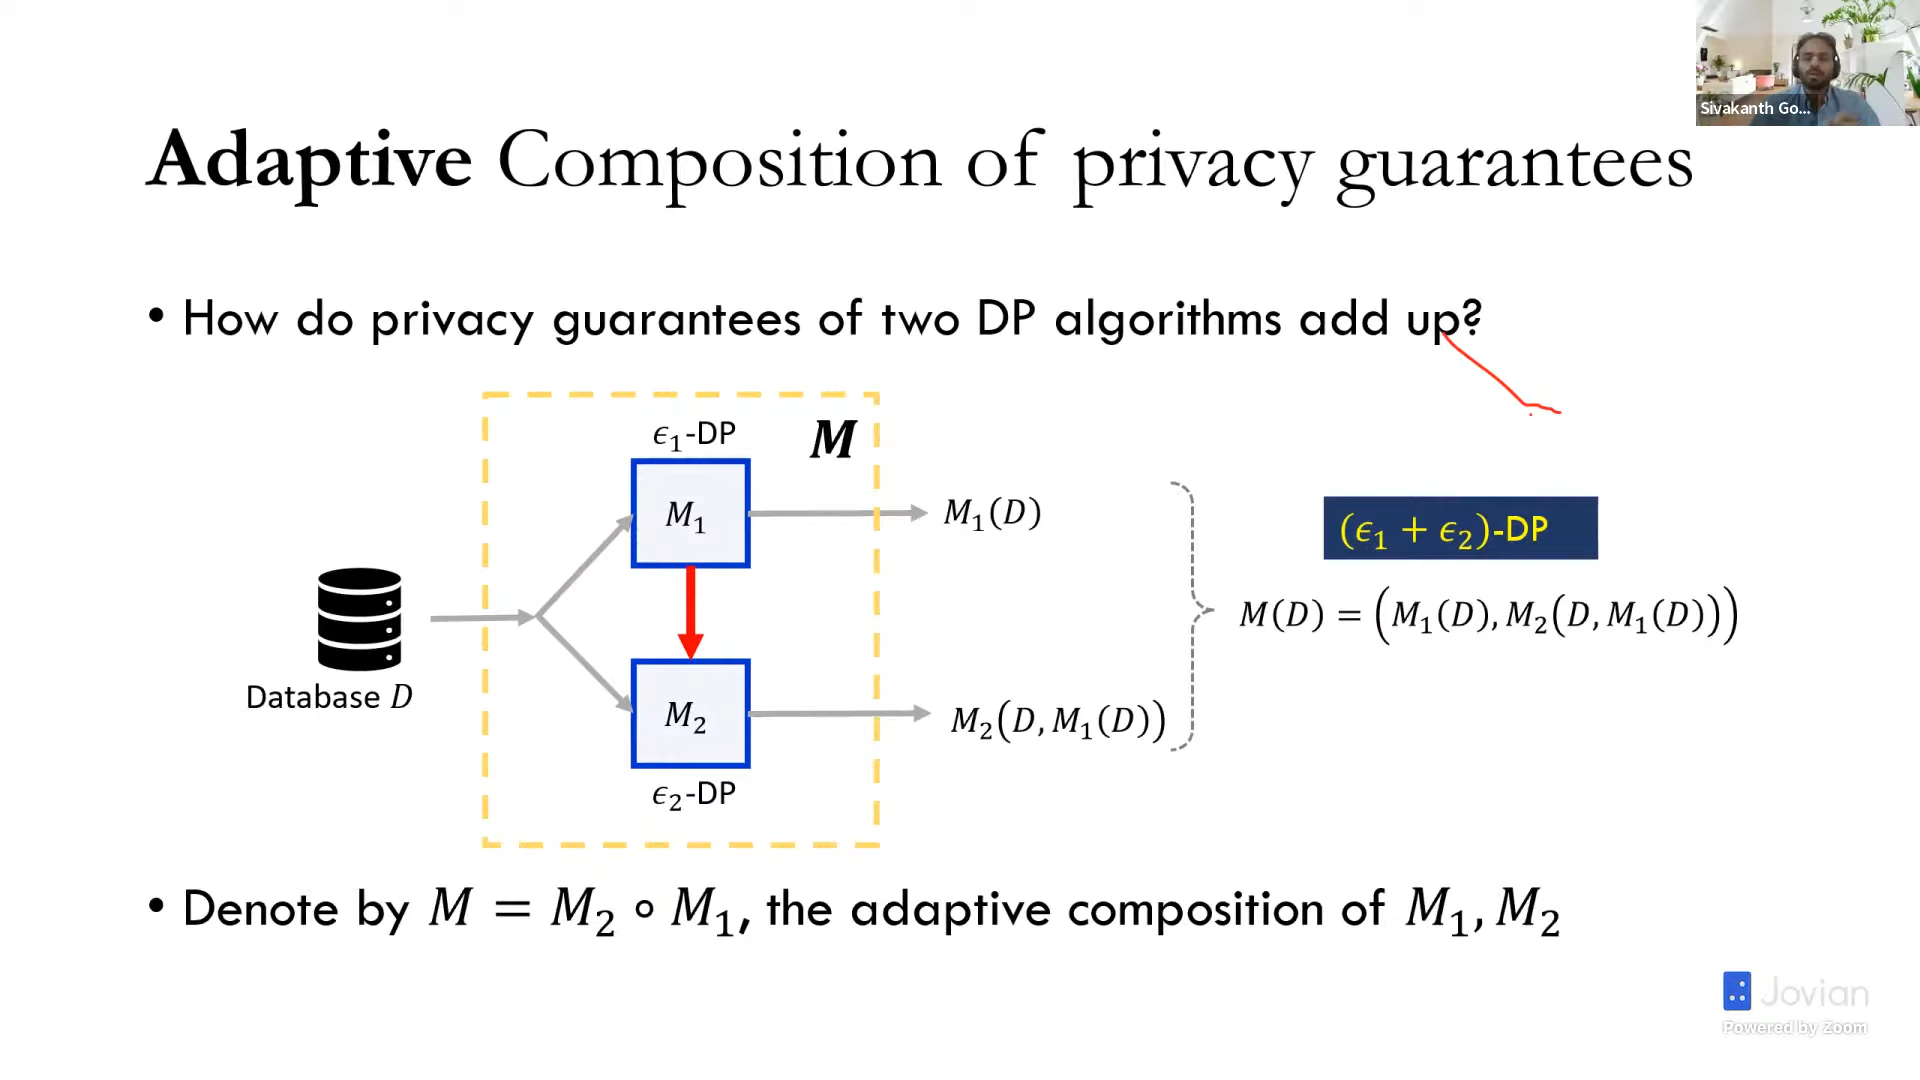 Sivakanth Go...
Adaptive Composition of privacy guarantees
• How do privacy guarantees of two DP algorithms add up?
ϵ₁-DP
M
M₁
M₁(D)
(ϵ₁ + ϵ₂)-DP
M(D) = (M₁(D), M₂(D, M₁(D)))
Database D
M₂
M₂(D, M₁(D))
ϵ₂-DP
• Denote by M = M₂ ∘ M₁, the adaptive composition of M₁, M₂
Jovian
Powered by Zoom